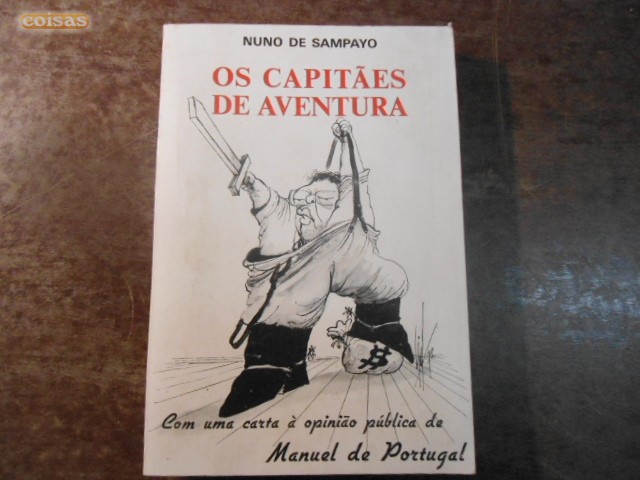 coisas
NUNO DE SAMPAYO
OS CAPITÃES
DE AVENTURA
Com uma carta à opinião pública de
Manuel de Portugal